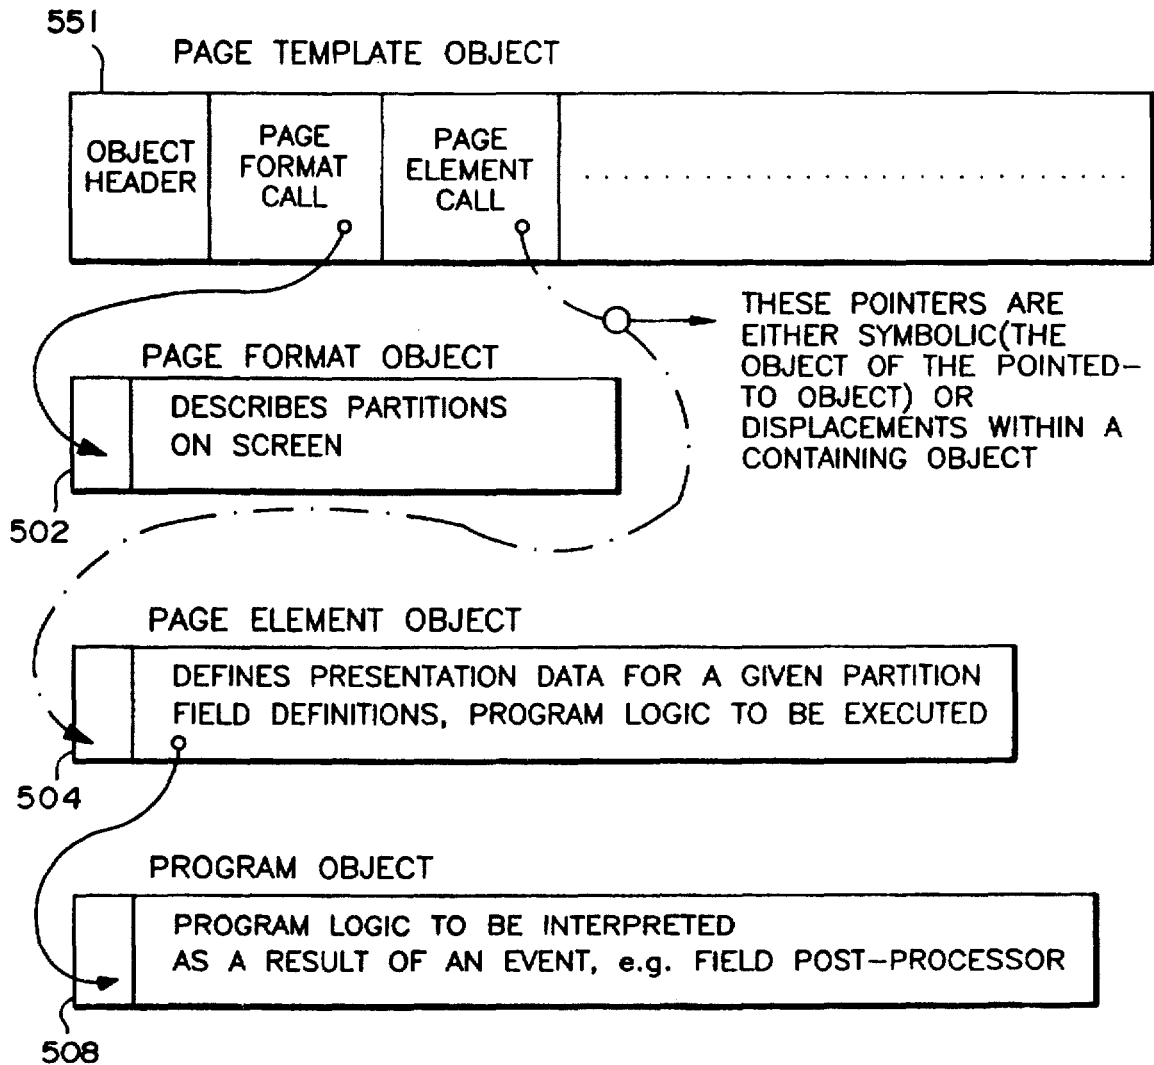 551
PAGE TEMPLATE OBJECT
OBJECT
HEADER
PAGE
FORMAT
CALL
PAGE
ELEMENT
CALL
. . . . . . . . . . . . . . . . . . . . . . . . . . . . . .
THESE POINTERS ARE
EITHER SYMBOLIC(THE
OBJECT OF THE POINTED-
TO OBJECT) OR
DISPLACEMENTS WITHIN A
CONTAINING OBJECT
PAGE FORMAT OBJECT
DESCRIBES PARTITIONS
ON SCREEN
502
PAGE ELEMENT OBJECT
DEFINES PRESENTATION DATA FOR A GIVEN PARTITION
FIELD DEFINITIONS, PROGRAM LOGIC TO BE EXECUTED
504
PROGRAM OBJECT
PROGRAM LOGIC TO BE INTERPRETED
AS A RESULT OF AN EVENT, e.g. FIELD POST-PROCESSOR
508